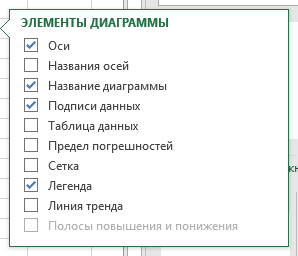 ЭЛЕМЕНТЫ ДИАГРАММЫ
Оси
Названия осей
Название диаграммы
Подписи данных
Таблица данных
Предел погрешностей
Сетка
Легенда
Линия тренда
Полосы повышения и понижения